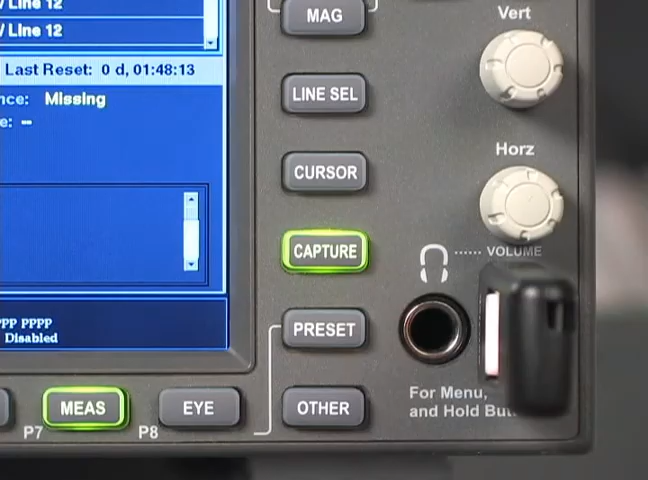 / Line 12
/ Line 12
Last Reset: 0 d, 01:48:13
nce: Missing
e: --
PPP PPPP
Disabled
MAG
LINE SEL
CURSOR
CAPTURE
PRESET
OTHER
MEAS
EYE
P7
P8
Vert
Horz
VOLUME
For Menu,
and Hold But